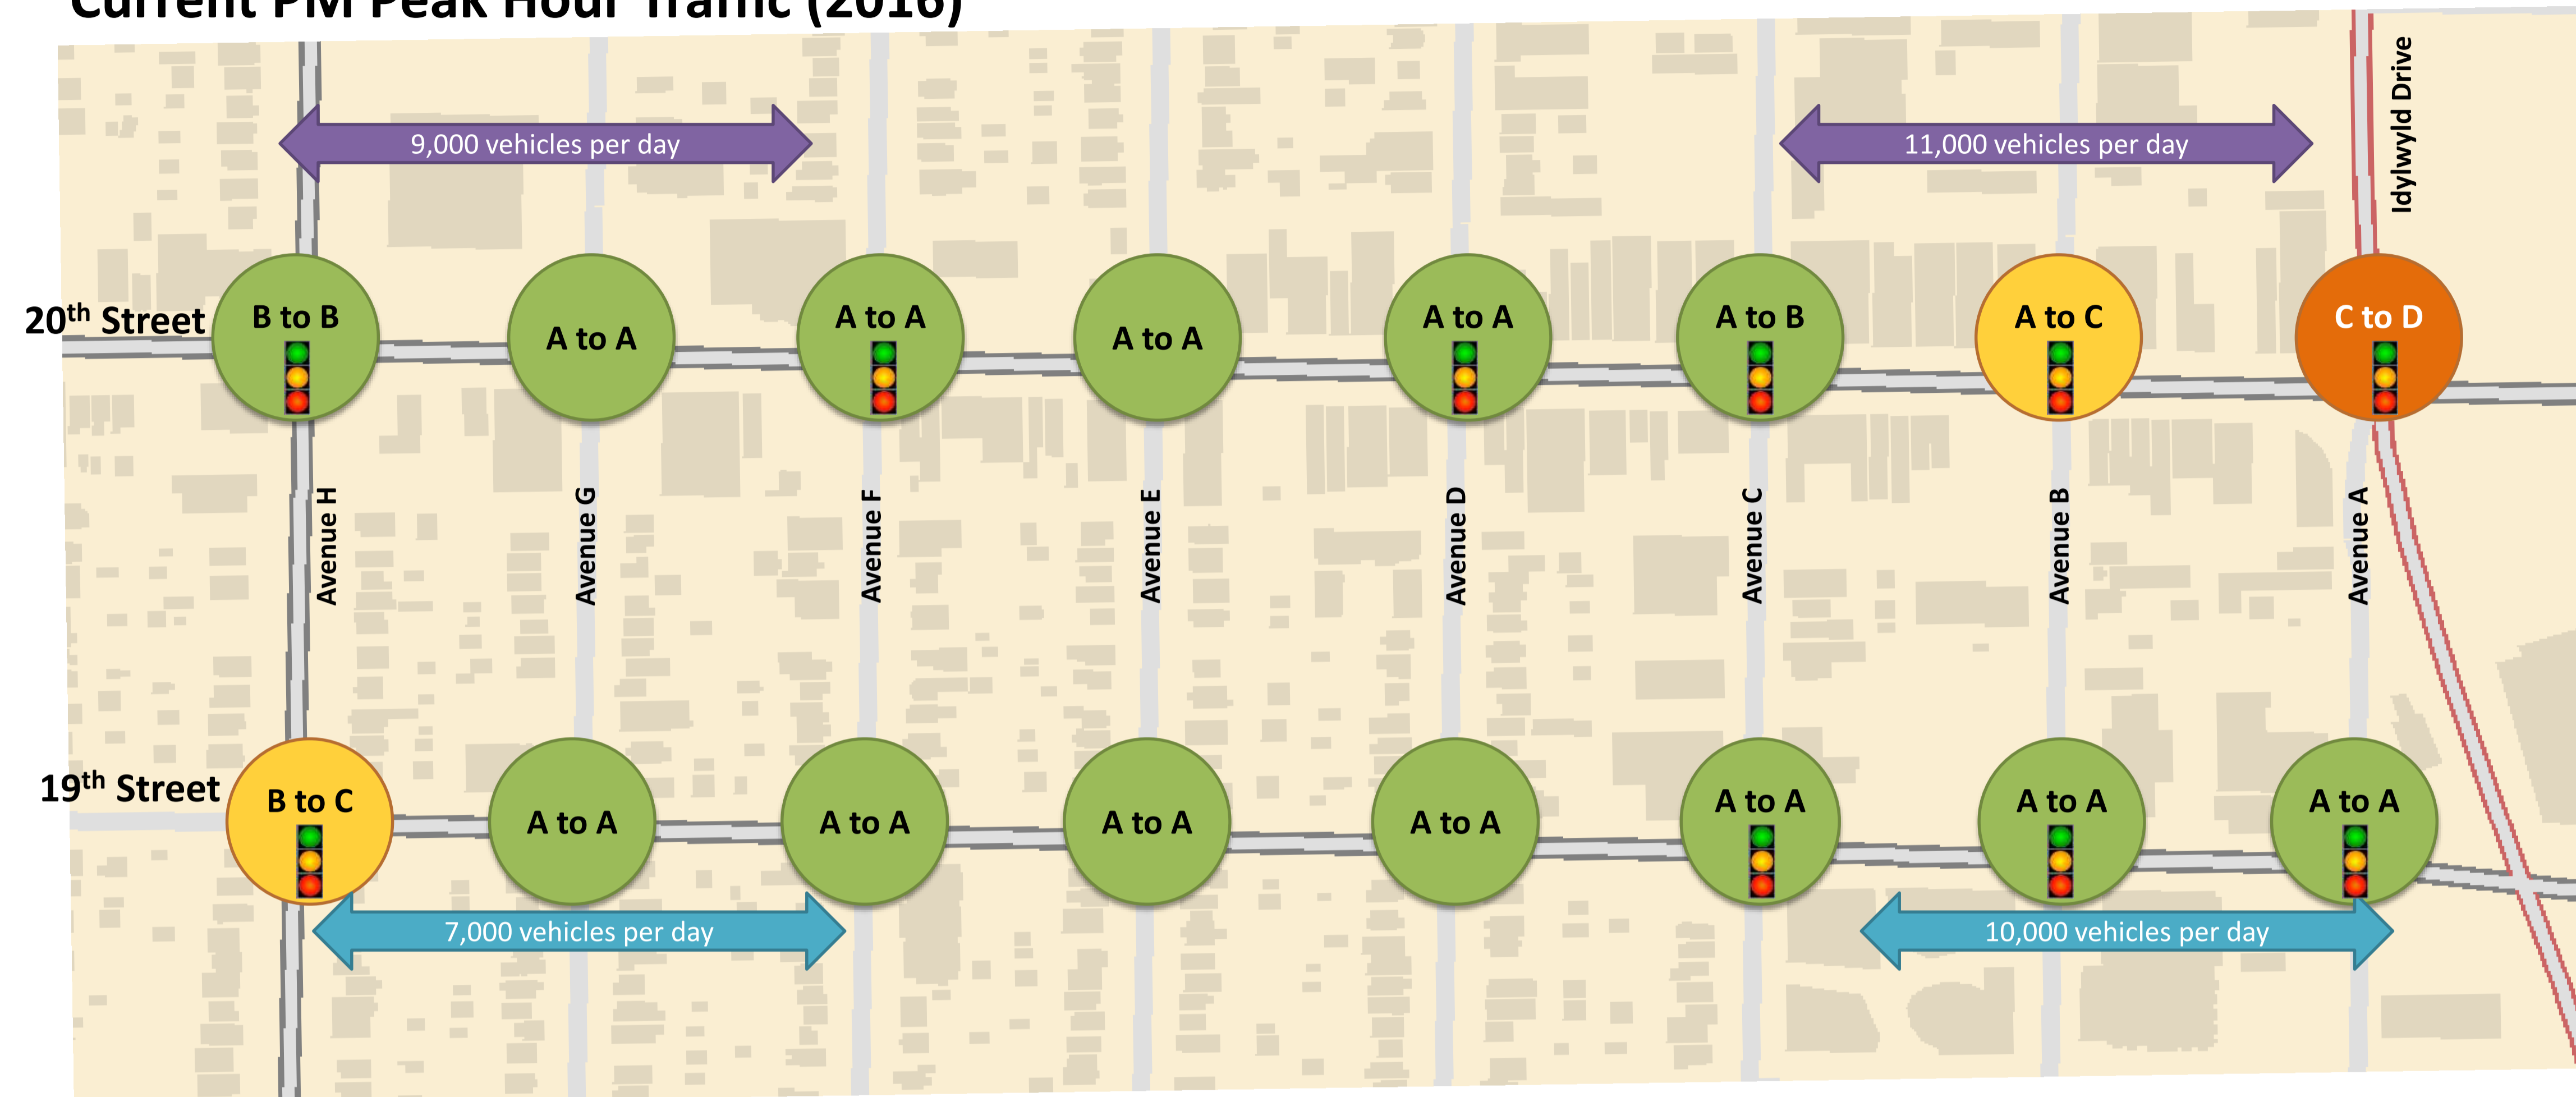 Current PM Peak Hour Traffic (2016)
Idylwyld Drive
9,000 vehicles per day
11,000 vehicles per day
20th Street
B to B
A to A
A to A
A to A
A to A
A to B
A to C
C to D
Avenue H
Avenue G
Avenue F
Avenue E
Avenue D
Avenue C
Avenue B
Avenue A
19th Street
B to C
A to A
A to A
A to A
A to A
A to A
A to A
A to A
7,000 vehicles per day
10,000 vehicles per day